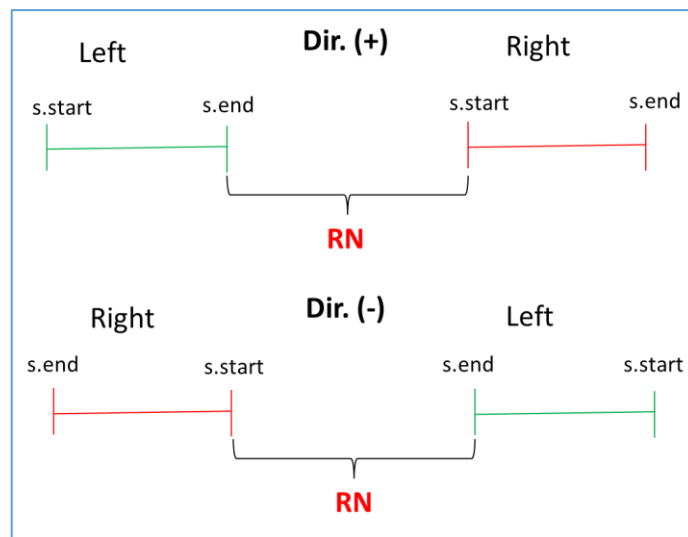 Left Dir. (+) Right
s.start s.end s.start s.end
RN
Right Dir. (-) Left
s.end s.start s.end s.start
RN